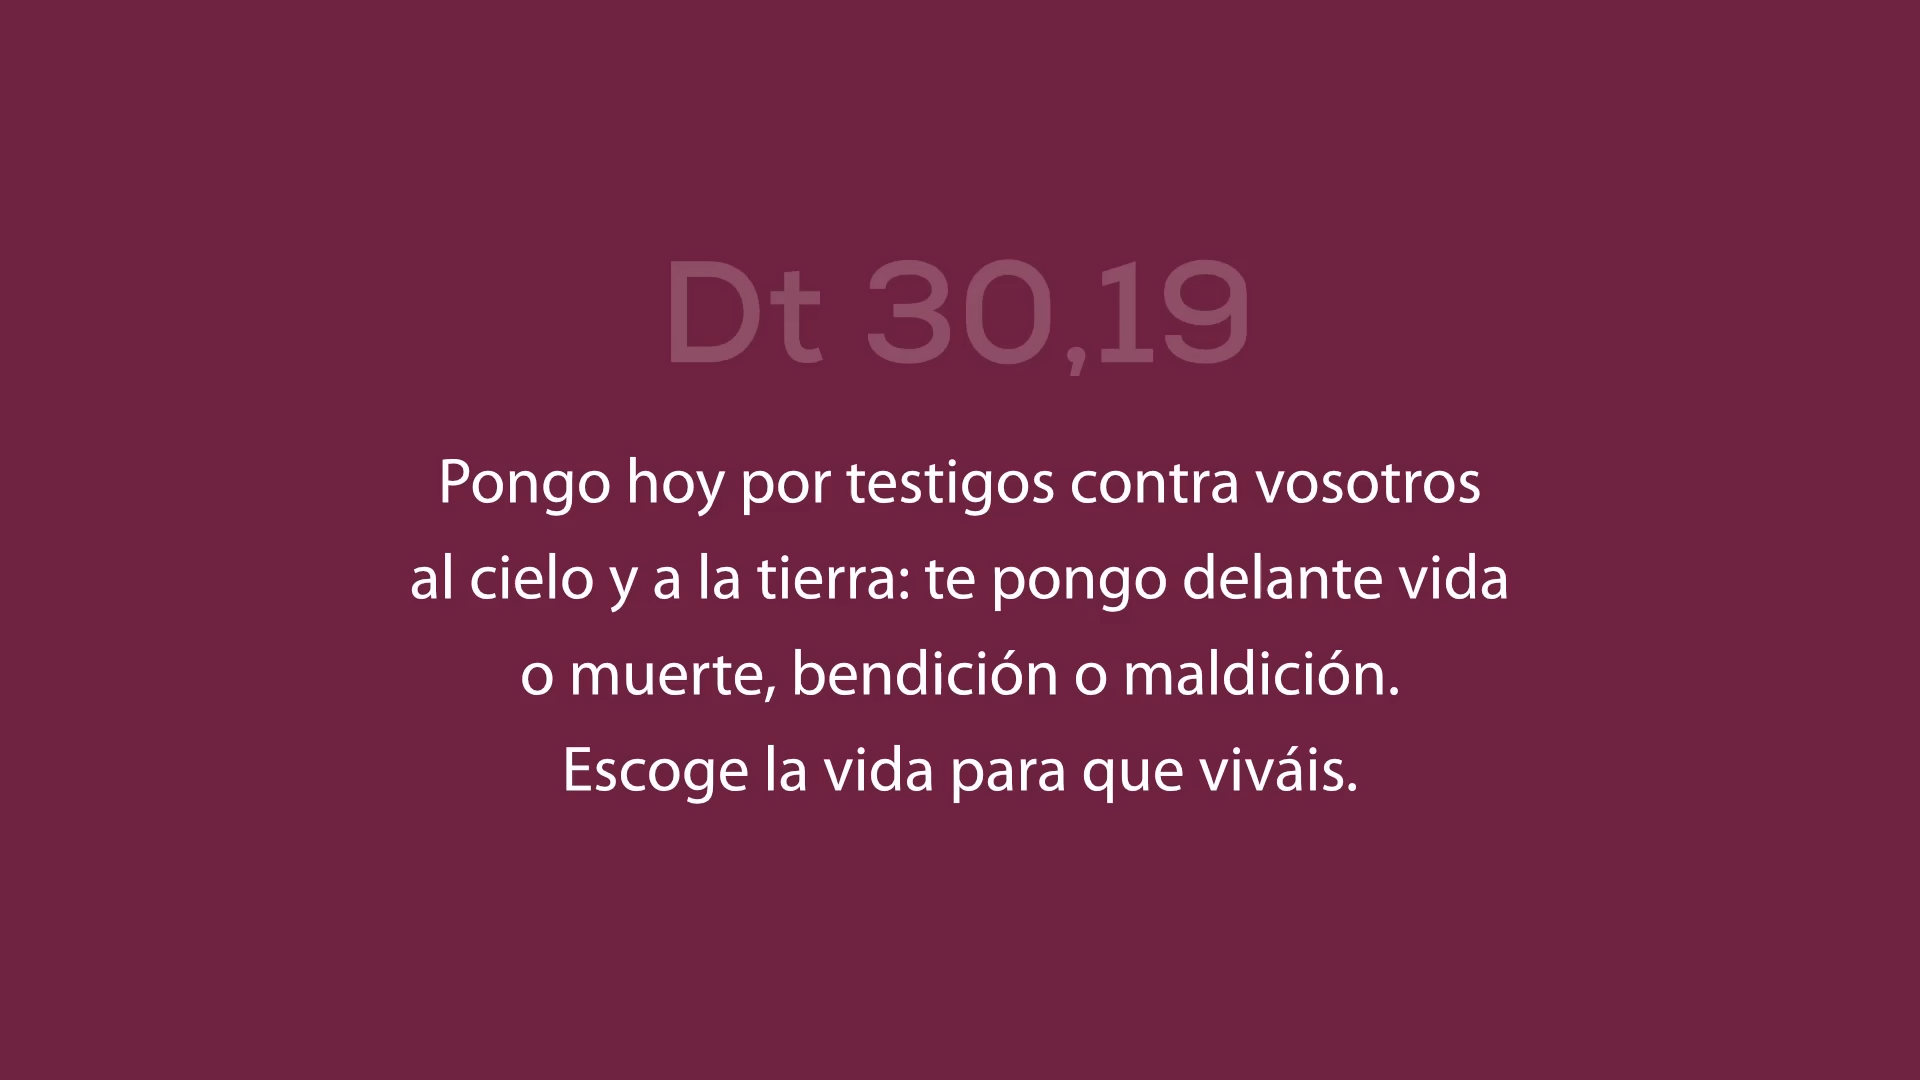 Dt 30,19
Pongo hoy por testigos contra vosotros
al cielo y a la tierra: te pongo delante vida
o muerte, bendición o maldición.
Escoge la vida para que viváis.